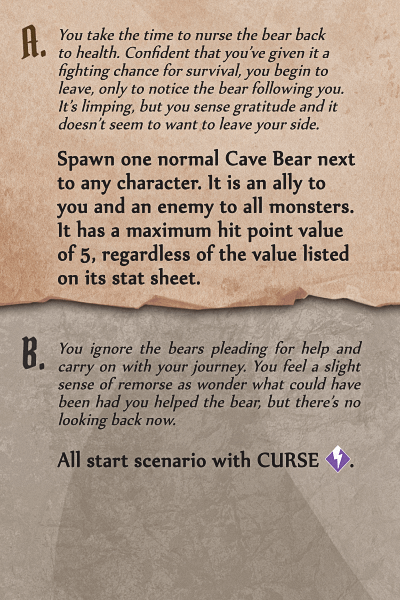 A.
You take the time to nurse the bear back
to health. Confident that you've given it a
fighting chance for survival, you begin to
leave, only to notice the bear following you.
It's limping, but you sense gratitude and it
doesn't seem to want to leave your side.
Spawn one normal Cave Bear next
to any character. It is an ally to
you and an enemy to all monsters.
It has a maximum hit point value
of 5, regardless of the value listed
on its stat sheet.
B.
You ignore the bears pleading for help and
carry on with your journey. You feel a slight
sense of remorse as wonder what could have
been had you helped the bear, but there's no
looking back now.
All start scenario with CURSE .